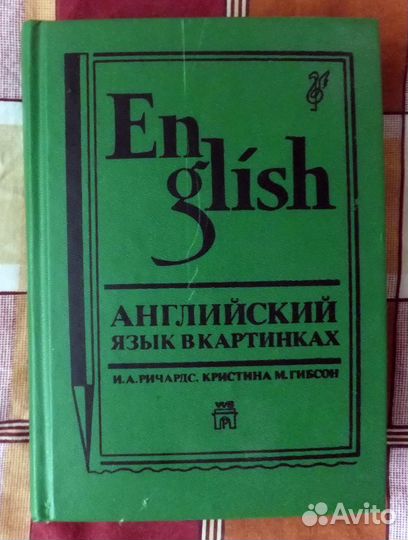 En
glish
АНГЛИЙСКИЙ
ЯЗЫК В КАРТИНКАХ
И.А.РИЧАРДС, КРИСТИНА М.ГИБСОН
Avito